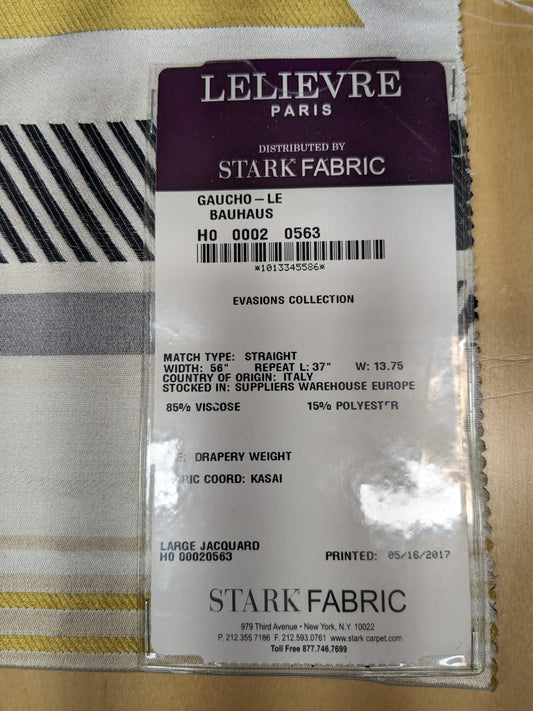 LELIEVRE
PARIS
DISTRIBUTED BY
STARK FABRIC
GAUCHO-LE
BAUHAUS
H0 0002 0563
*1013345586*
EVASIONS COLLECTION
MATCH TYPE: STRAIGHT
WIDTH: 56" REPEAT L: 37" W: 13.75
COUNTRY OF ORIGIN: ITALY
STOCKED IN: SUPPLIERS WAREHOUSE EUROPE
85% VISCOSE 15% POLYESTER
DRAPERY WEIGHT
COORD: KASAI
LARGE JACQUARD
H0 00020563 PRINTED: 05/16/2017
STARK FABRIC
979 Third Avenue • New York, N.Y. 10022
P. 212.355.7186 F. 212.593.0761 www.stark carpet.com
Toll Free 877.746.7699